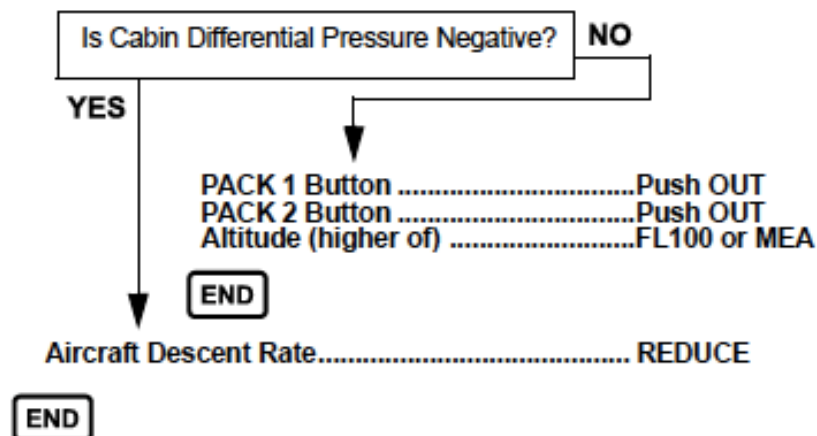 Is Cabin Differential Pressure Negative? NO
YES
PACK 1 Button ...............................Push OUT
PACK 2 Button ...............................Push OUT
Altitude (higher of) ........................FL100 or MEA
END
Aircraft Descent Rate......................................... REDUCE
END